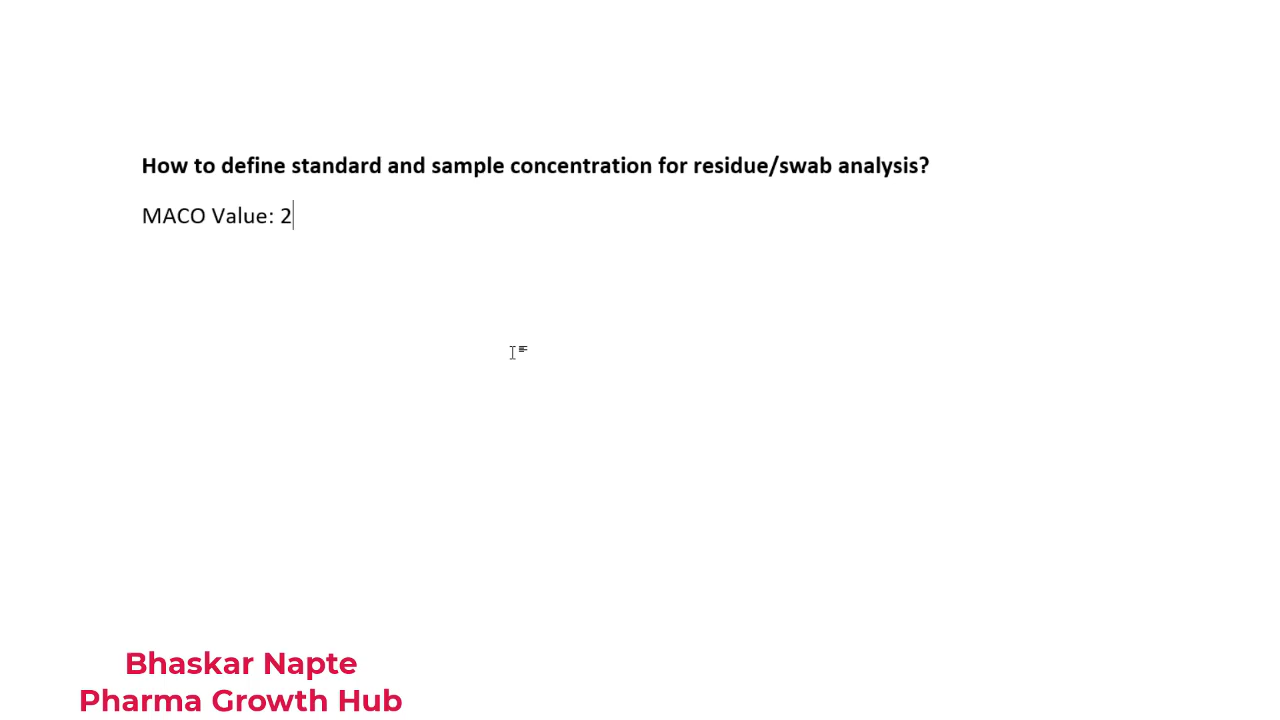 How to define standard and sample concentration for residue/swab analysis?
MACO Value: 2
Bhaskar Napte
Pharma Growth Hub